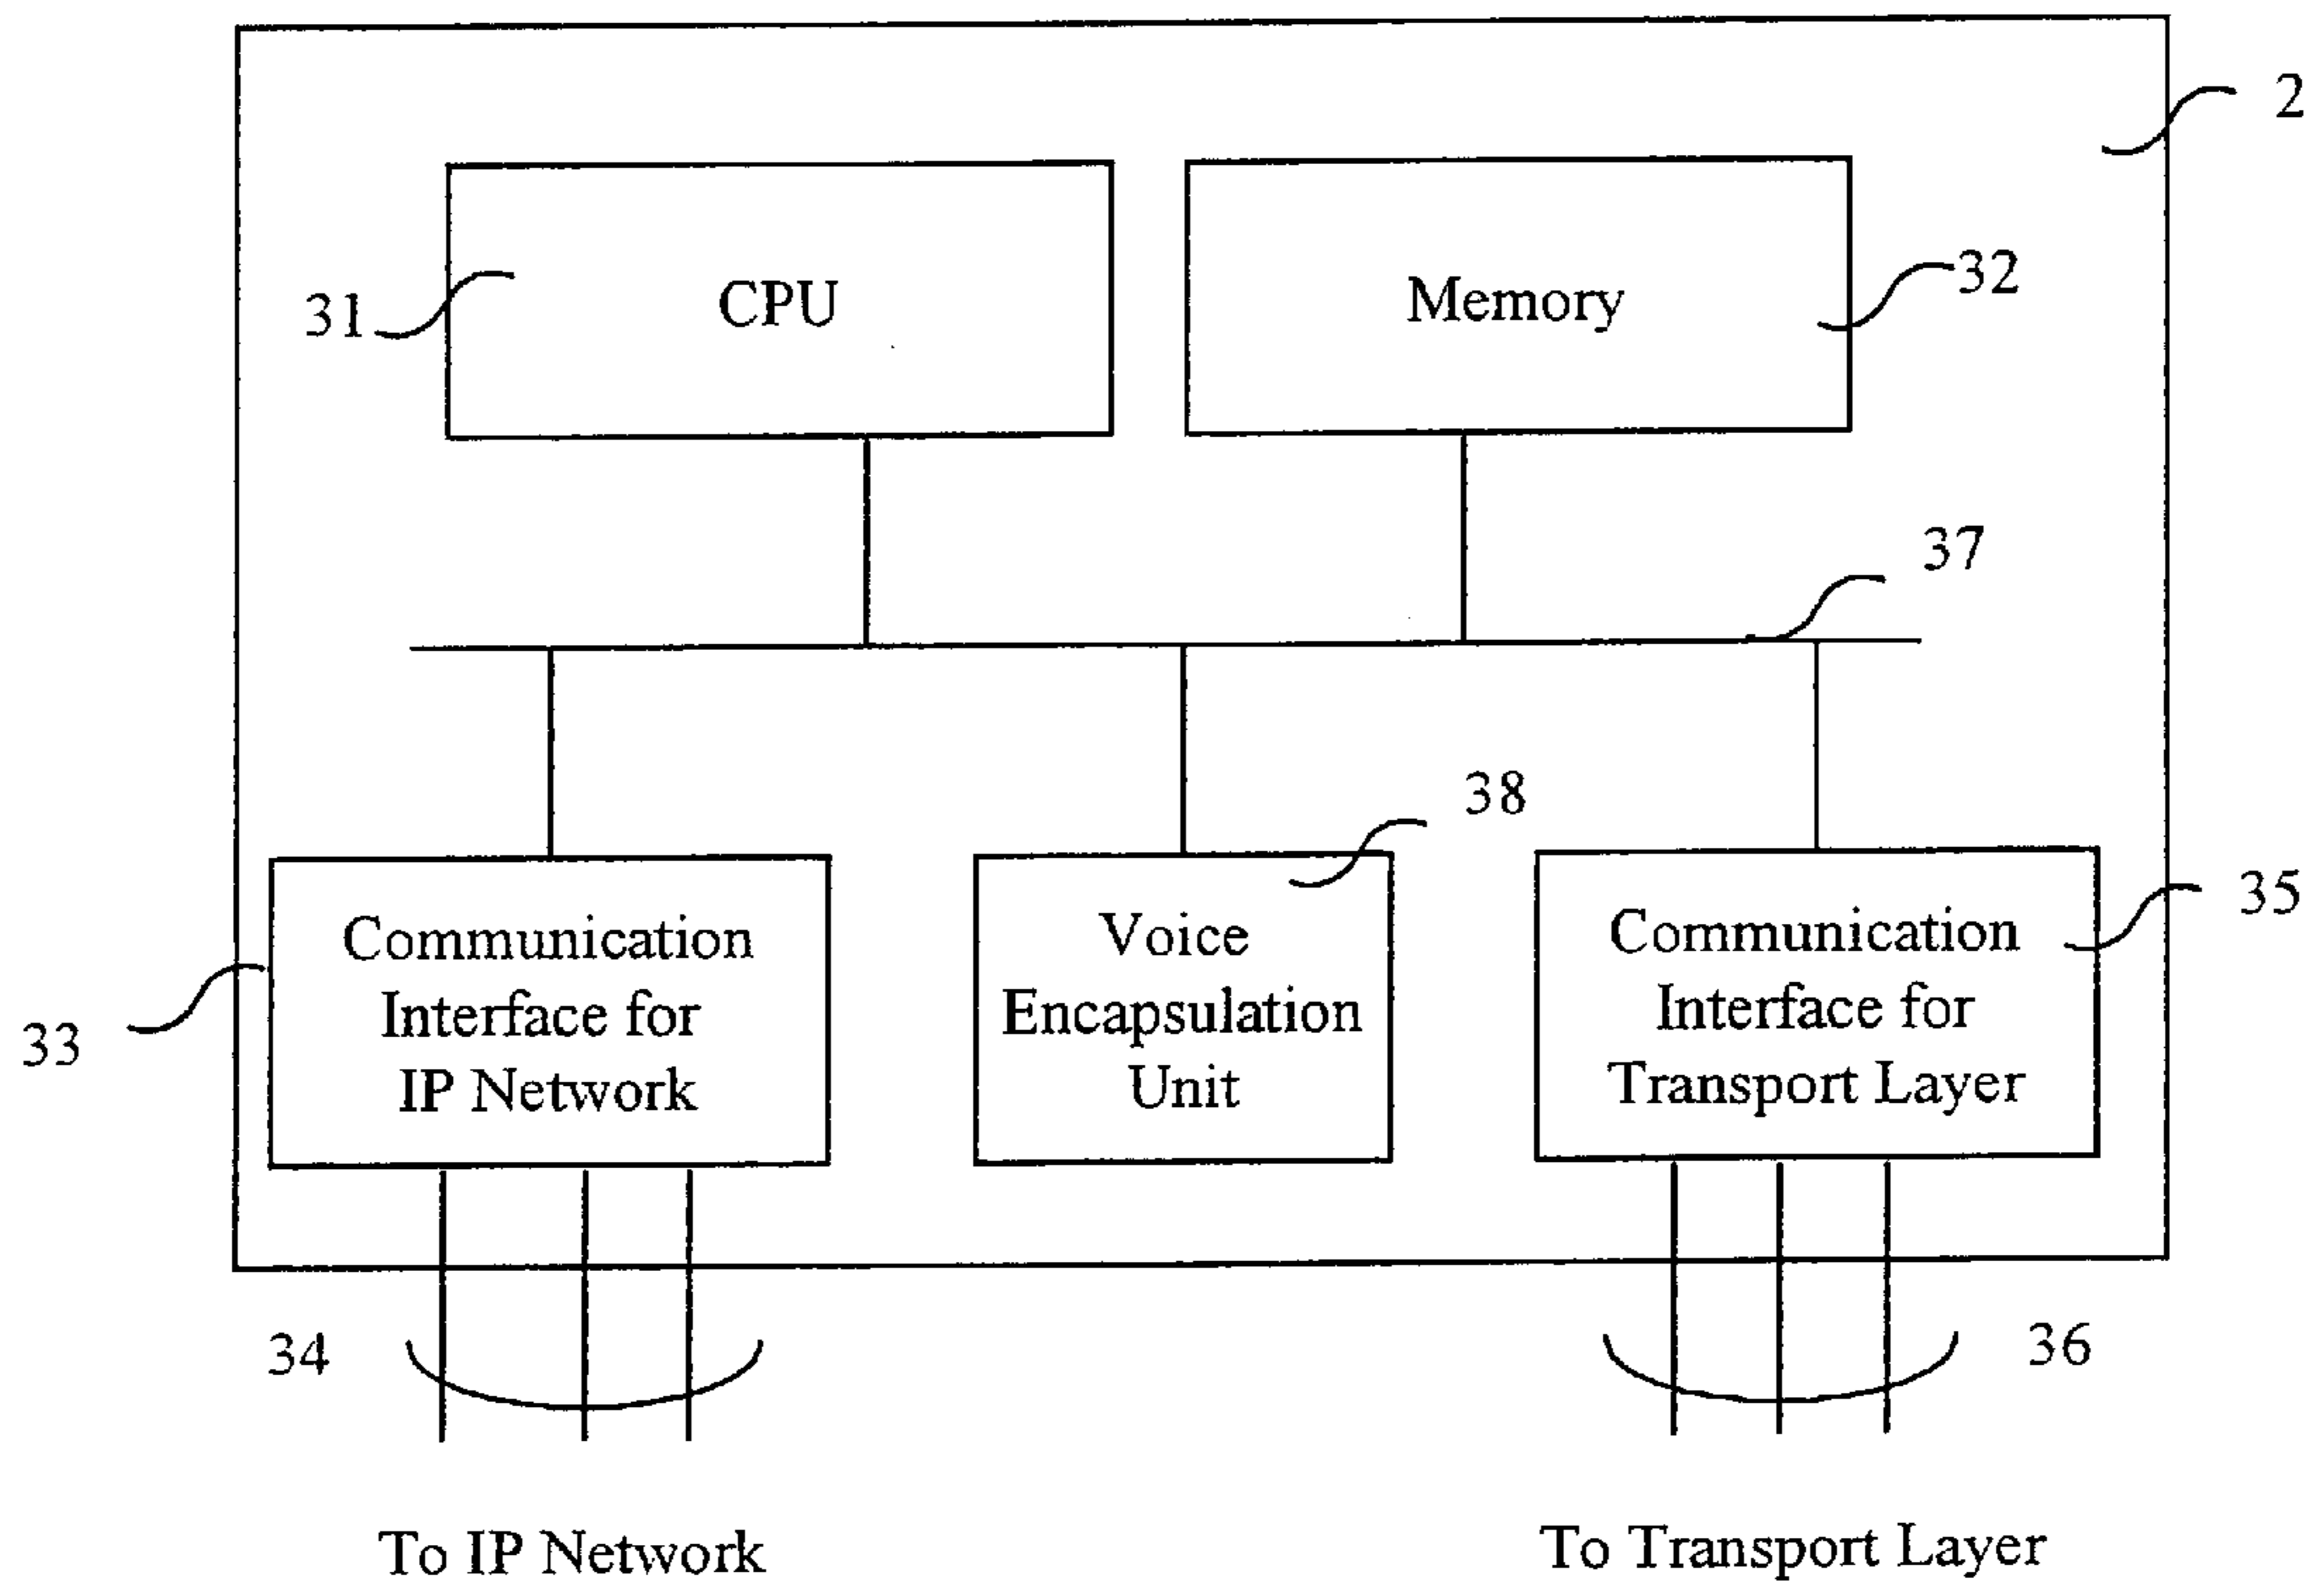 2
31
CPU
Memory
32
37
38
33
Communication
Interface for
IP Network
Voice
Encapsulation
Unit
Communication
Interface for
Transport Layer
35
34
36
To IP Network
To Transport Layer